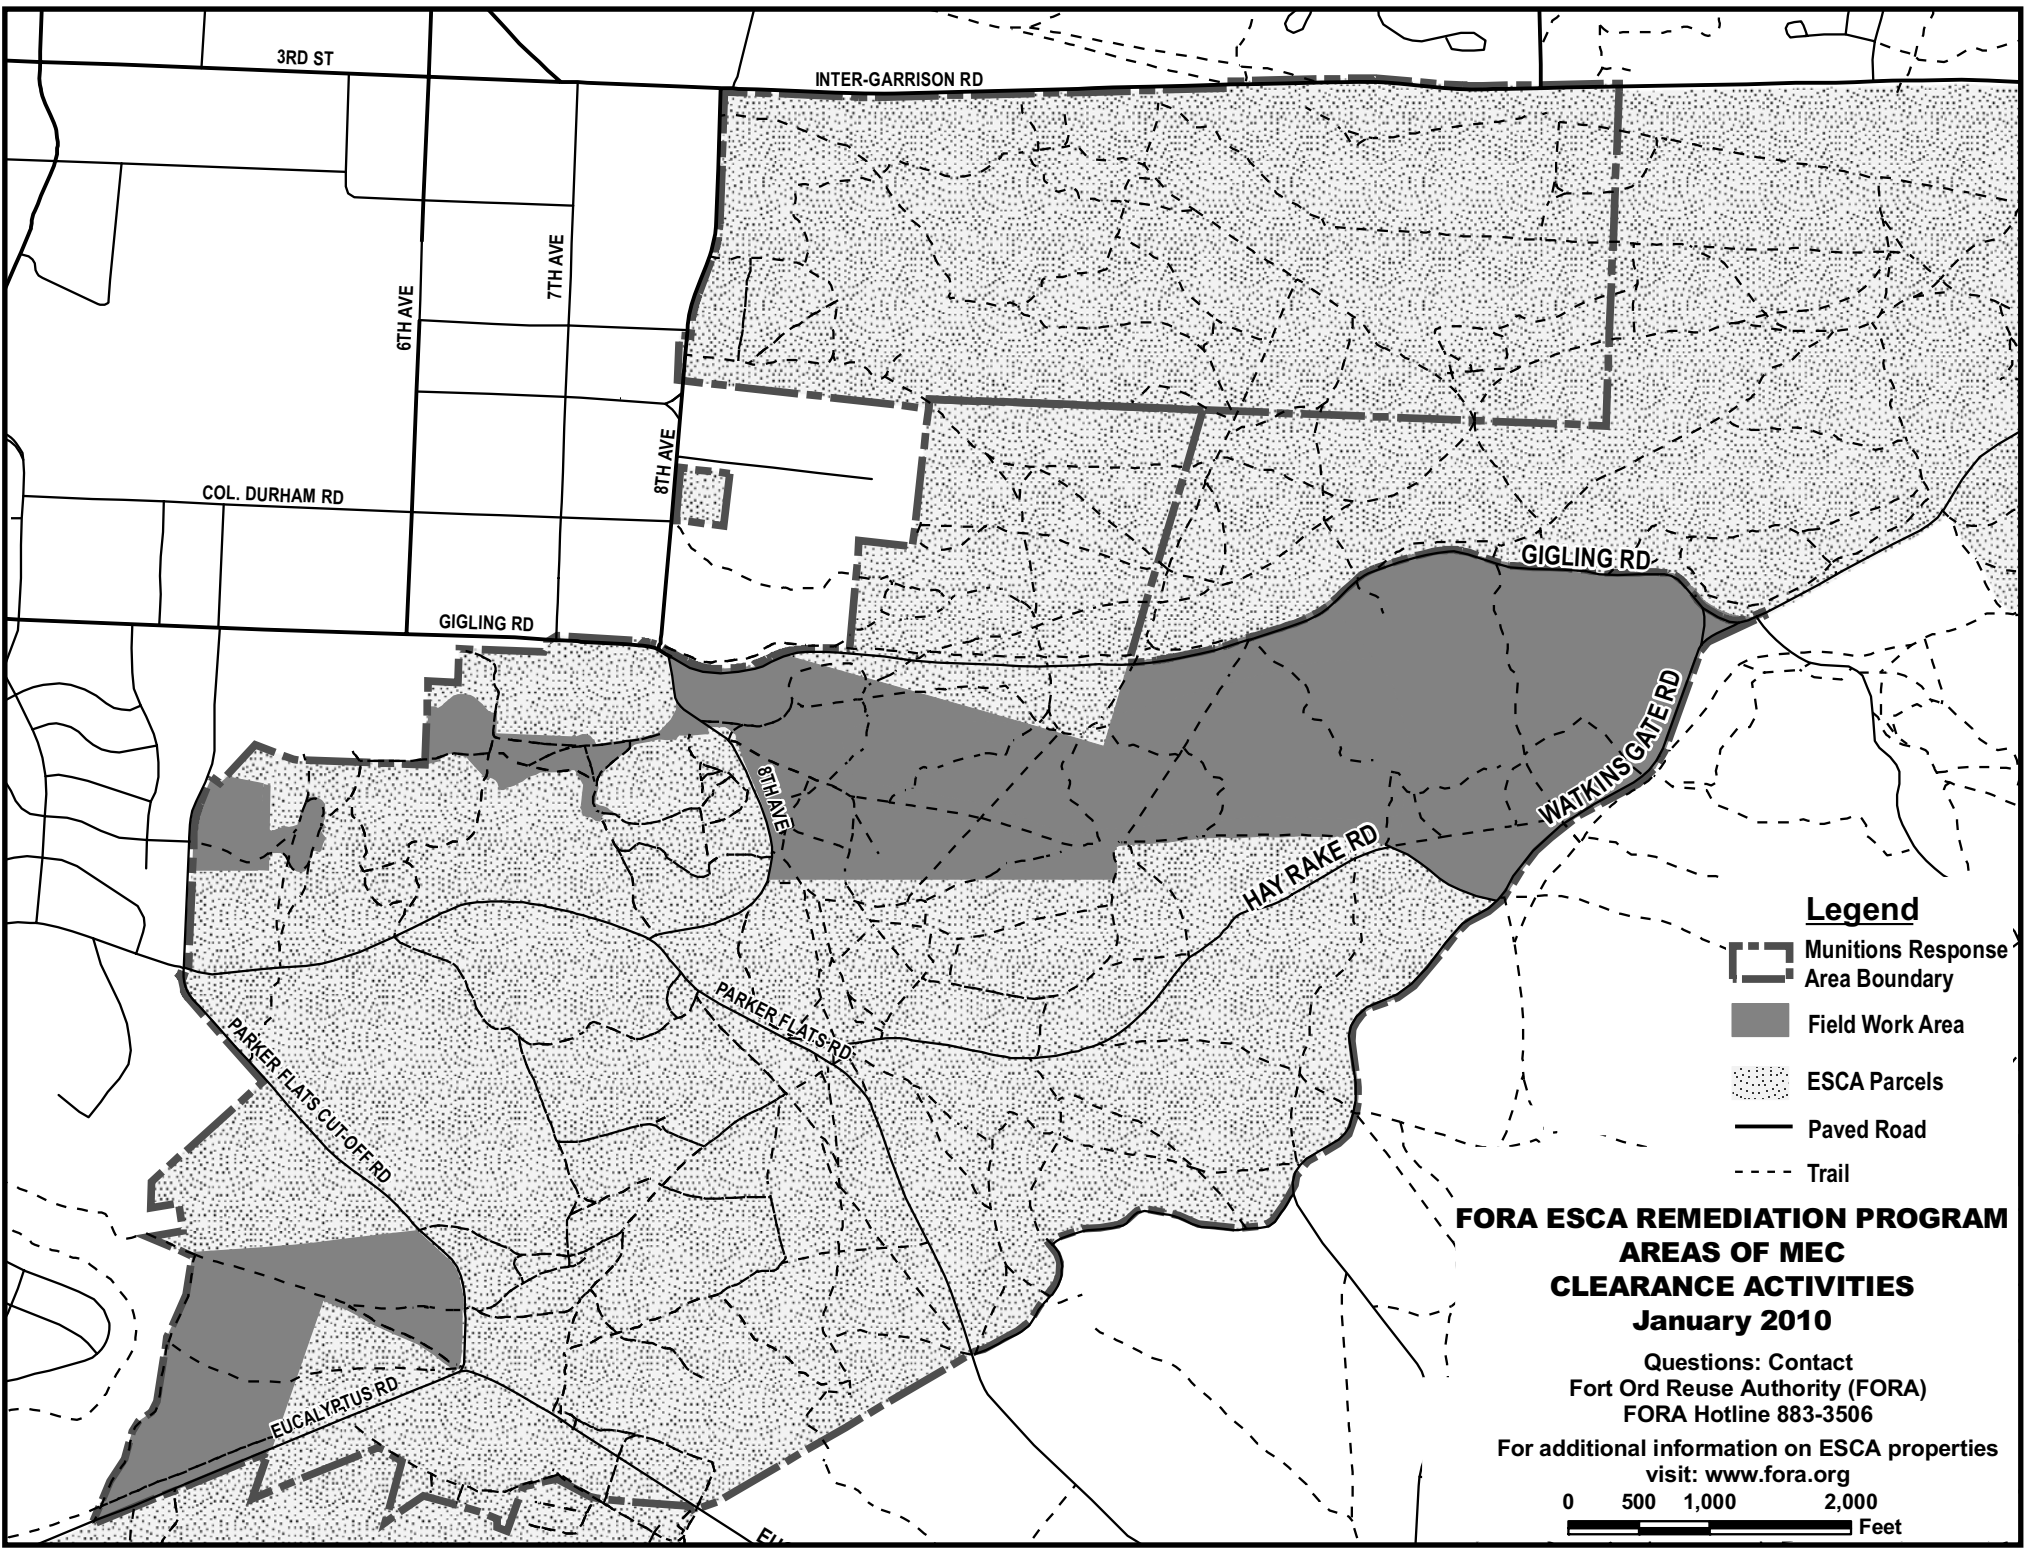 3RD ST
INTER-GARRISON RD
6TH AVE
7TH AVE
8TH AVE
COL. DURHAM RD
GIGLING RD
GIGLING RD
WATKINS GATE RD
8TH AVE
HAY RAKE RD
PARKER FLATS RD
PARKER FLATS CUT-OFF RD
EUCALYPTUS RD
Legend
Munitions Response
Area Boundary
Field Work Area
ESCA Parcels
Paved Road
Trail
FORA ESCA REMEDIATION PROGRAM
AREAS OF MEC
CLEARANCE ACTIVITIES
January 2010
Questions: Contact
Fort Ord Reuse Authority (FORA)
FORA Hotline 883-3506
For additional information on ESCA properties
visit: www.fora.org
0 500 1,000 2,000
Feet